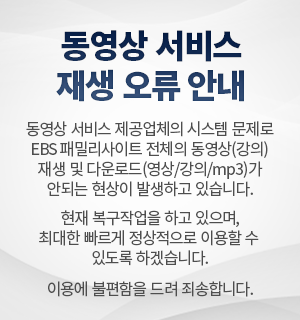 동영상 서비스
재생 오류 안내
동영상 서비스 제공업체의 시스템 문제로
EBS 패밀리사이트 전체의 동영상(강의)
재생 및 다운로드(영상/강의/mp3)가
안되는 현상이 발생하고 있습니다.
현재 복구작업을 하고 있으며,
최대한 빠르게 정상적으로 이용할 수
있도록 하겠습니다.
이용에 불편함을 드려 죄송합니다.